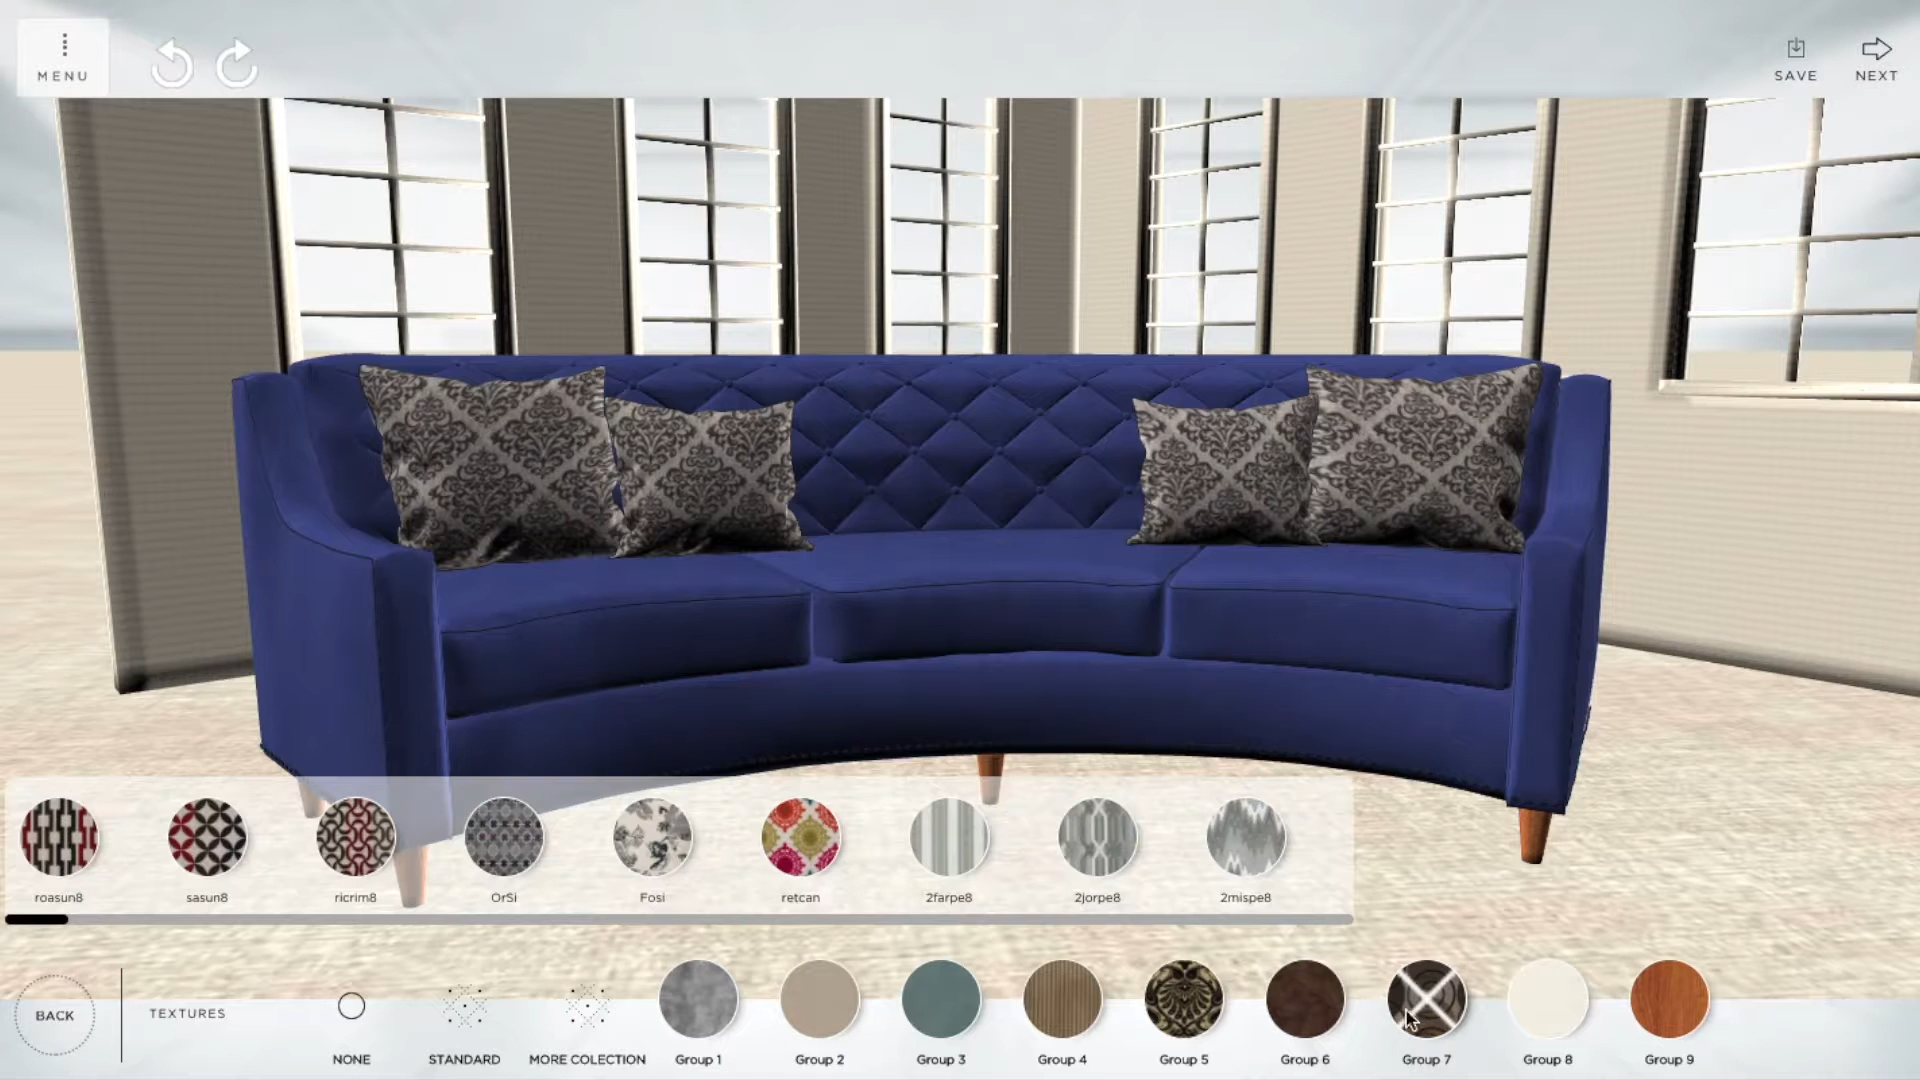 MENU
SAVE
NEXT
roasun8
sasun8
ricrim8
OrSi
Fosi
retcan
2farpe8
2jorpe8
2mispe8
BACK
TEXTURES
NONE
STANDARD
MORE COLECTION
Group 1
Group 2
Group 3
Group 4
Group 5
Group 6
Group 7
Group 8
Group 9